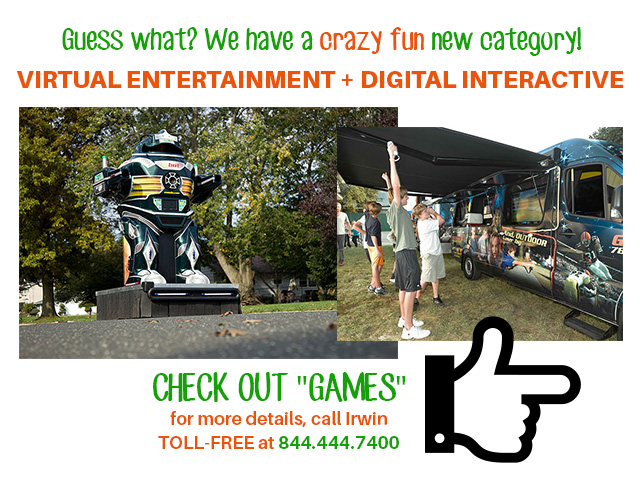 Guess what? We have a crazy fun new category!
VIRTUAL ENTERTAINMENT + DIGITAL INTERACTIVE
OUTDOOR
CHECK OUT "GAMES"
for more details, call Irwin
TOLL-FREE at 844.444.7400